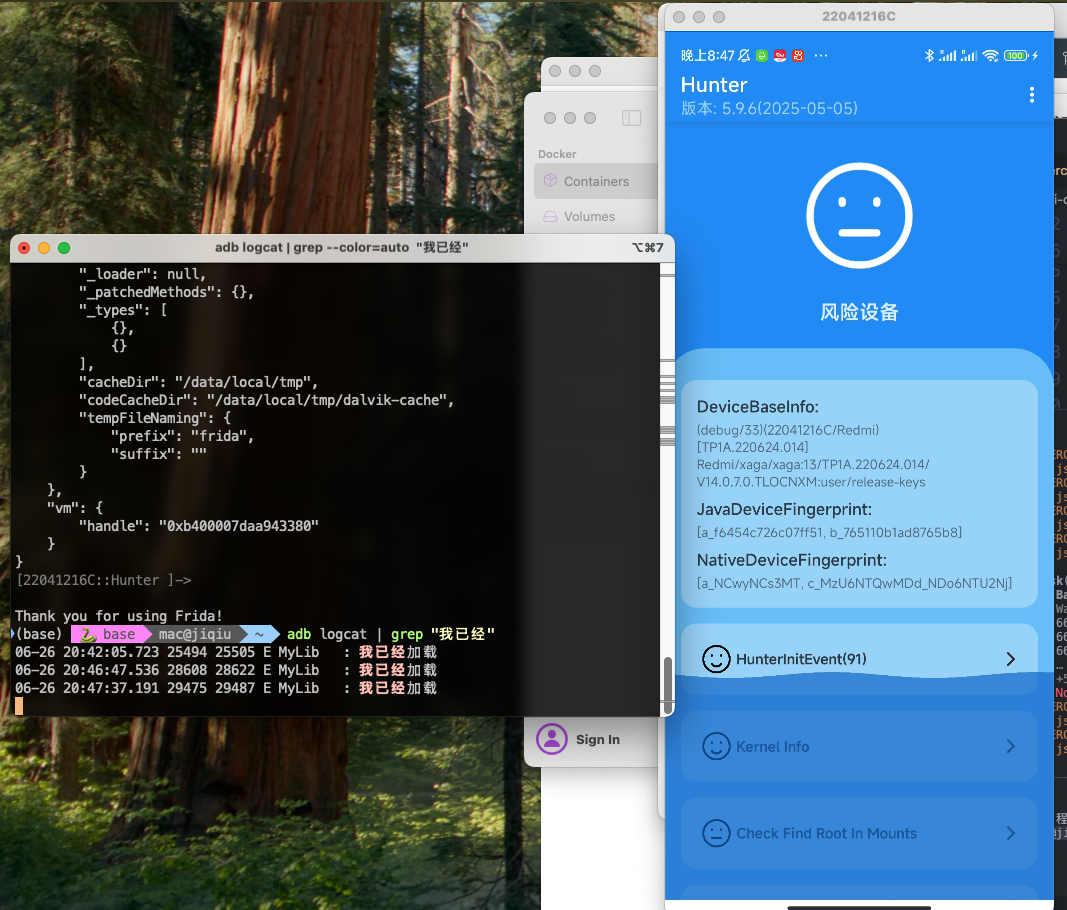 adb logcat | grep --color=auto "我已经"
⌥⌘7
"_loader": null,
"_patchedMethods": {},
"_types": [
{},
{}
],
"cacheDir": "/data/local/tmp",
"codeCacheDir": "/data/local/tmp/dalvik-cache",
"tempFileNaming": {
"prefix": "frida",
"suffix": ""
}
},
"vm": {
"handle": "0xb400007daa943380"
}
}
[22041216C::Hunter ]->
Thank you for using Frida!
(base) 🐍 base mac@jiqiu ~ adb logcat | grep "我已经"
06-26 20:42:05.723 25494 25505 E MyLib : 我已经加载
06-26 20:46:47.536 28608 28622 E MyLib : 我已经加载
06-26 20:47:37.191 29475 29487 E MyLib : 我已经加载
Docker
Containers
Volumes
Sign In
22041216C
晚上8:47
100
Hunter
版本: 5.9.6(2025-05-05)
风险设备
DeviceBaseInfo:
(debug/33)(22041216C/Redmi)
[TP1A.220624.014]
Redmi/xaga/xaga:13/TP1A.220624.014/
V14.0.7.0.TLOCNXM:user/release-keys
JavaDeviceFingerprint:
[a_f6454c726c07ff51, b_765110b1ad8765b8]
NativeDeviceFingerprint:
[a_NCwyNCs3MT, c_MzU6NTQwMDd_NDo6NTU2Nj]
HunterInitEvent(91)
Kernel Info
Check Find Root In Mounts